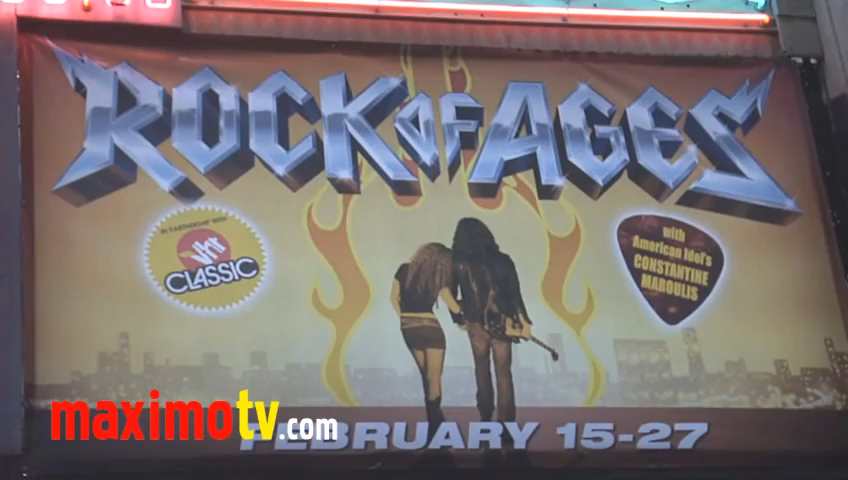 ROCK OF AGES
IN PARTNERSHIP WITH
VH1
CLASSIC
with
American Idol's
CONSTANTINE
MAROULIS
maximotv.com
FEBRUARY 15-27